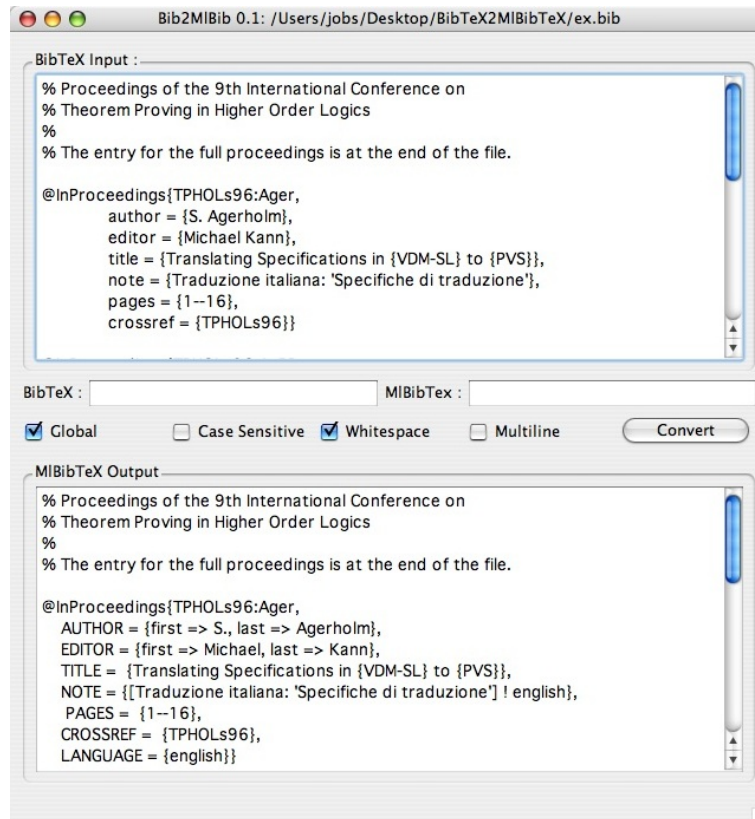 Bib2MlBib 0.1: /Users/jobs/Desktop/BibTeX2MlBibTeX/ex.bib
BibTeX Input :
% Proceedings of the 9th International Conference on
% Theorem Proving in Higher Order Logics
%
% The entry for the full proceedings is at the end of the file.
@InProceedings{TPHOLs96:Ager,
author = {S. Agerholm},
editor = {Michael Kann},
title = {Translating Specifications in {VDM-SL} to {PVS}},
note = {Traduzione italiana: 'Specifiche di traduzione'},
pages = {1--16},
crossref = {TPHOLs96}}
BibTeX : MlBibTex :
Global Case Sensitive Whitespace Multiline Convert
MlBibTeX Output
% Proceedings of the 9th International Conference on
% Theorem Proving in Higher Order Logics
%
% The entry for the full proceedings is at the end of the file.
@InProceedings{TPHOLs96:Ager,
AUTHOR = {first => S., last => Agerholm},
EDITOR = {first => Michael, last => Kann},
TITLE =  {Translating Specifications in {VDM-SL} to {PVS}},
NOTE = {[Traduzione italiana: 'Specifiche di traduzione'] ! english},
PAGES =  {1--16},
CROSSREF =  {TPHOLs96},
LANGUAGE = {english}}